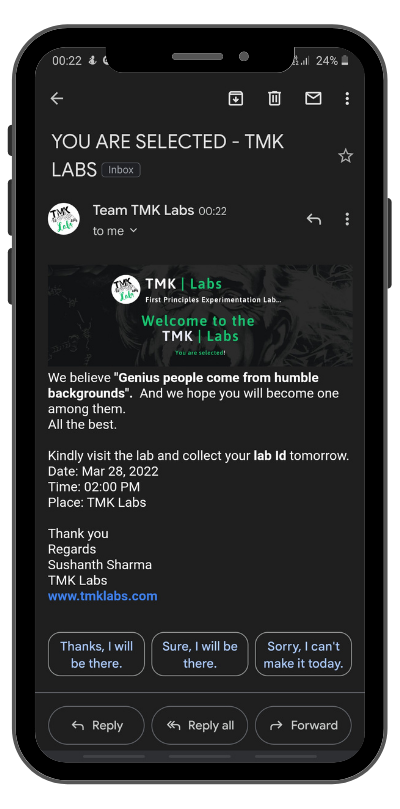 00:22
24%
YOU ARE SELECTED - TMK
LABS Inbox
TMK
Labs
Team TMK Labs 00:22
to me
TMK
Labs
TMK | Labs
First Principles Experimentation Lab...
Welcome to the
TMK | Labs
You are selected!
We believe "Genius people come from humble
backgrounds". And we hope you will become one
among them.
All the best.
Kindly visit the lab and collect your lab Id tomorrow.
Date: Mar 28, 2022
Time: 02:00 PM
Place: TMK Labs
Thank you
Regards
Sushanth Sharma
TMK Labs
www.tmklabs.com
Thanks, I will
be there.
Sure, I will be
there.
Sorry, I can't
make it today.
Reply
Reply all
Forward